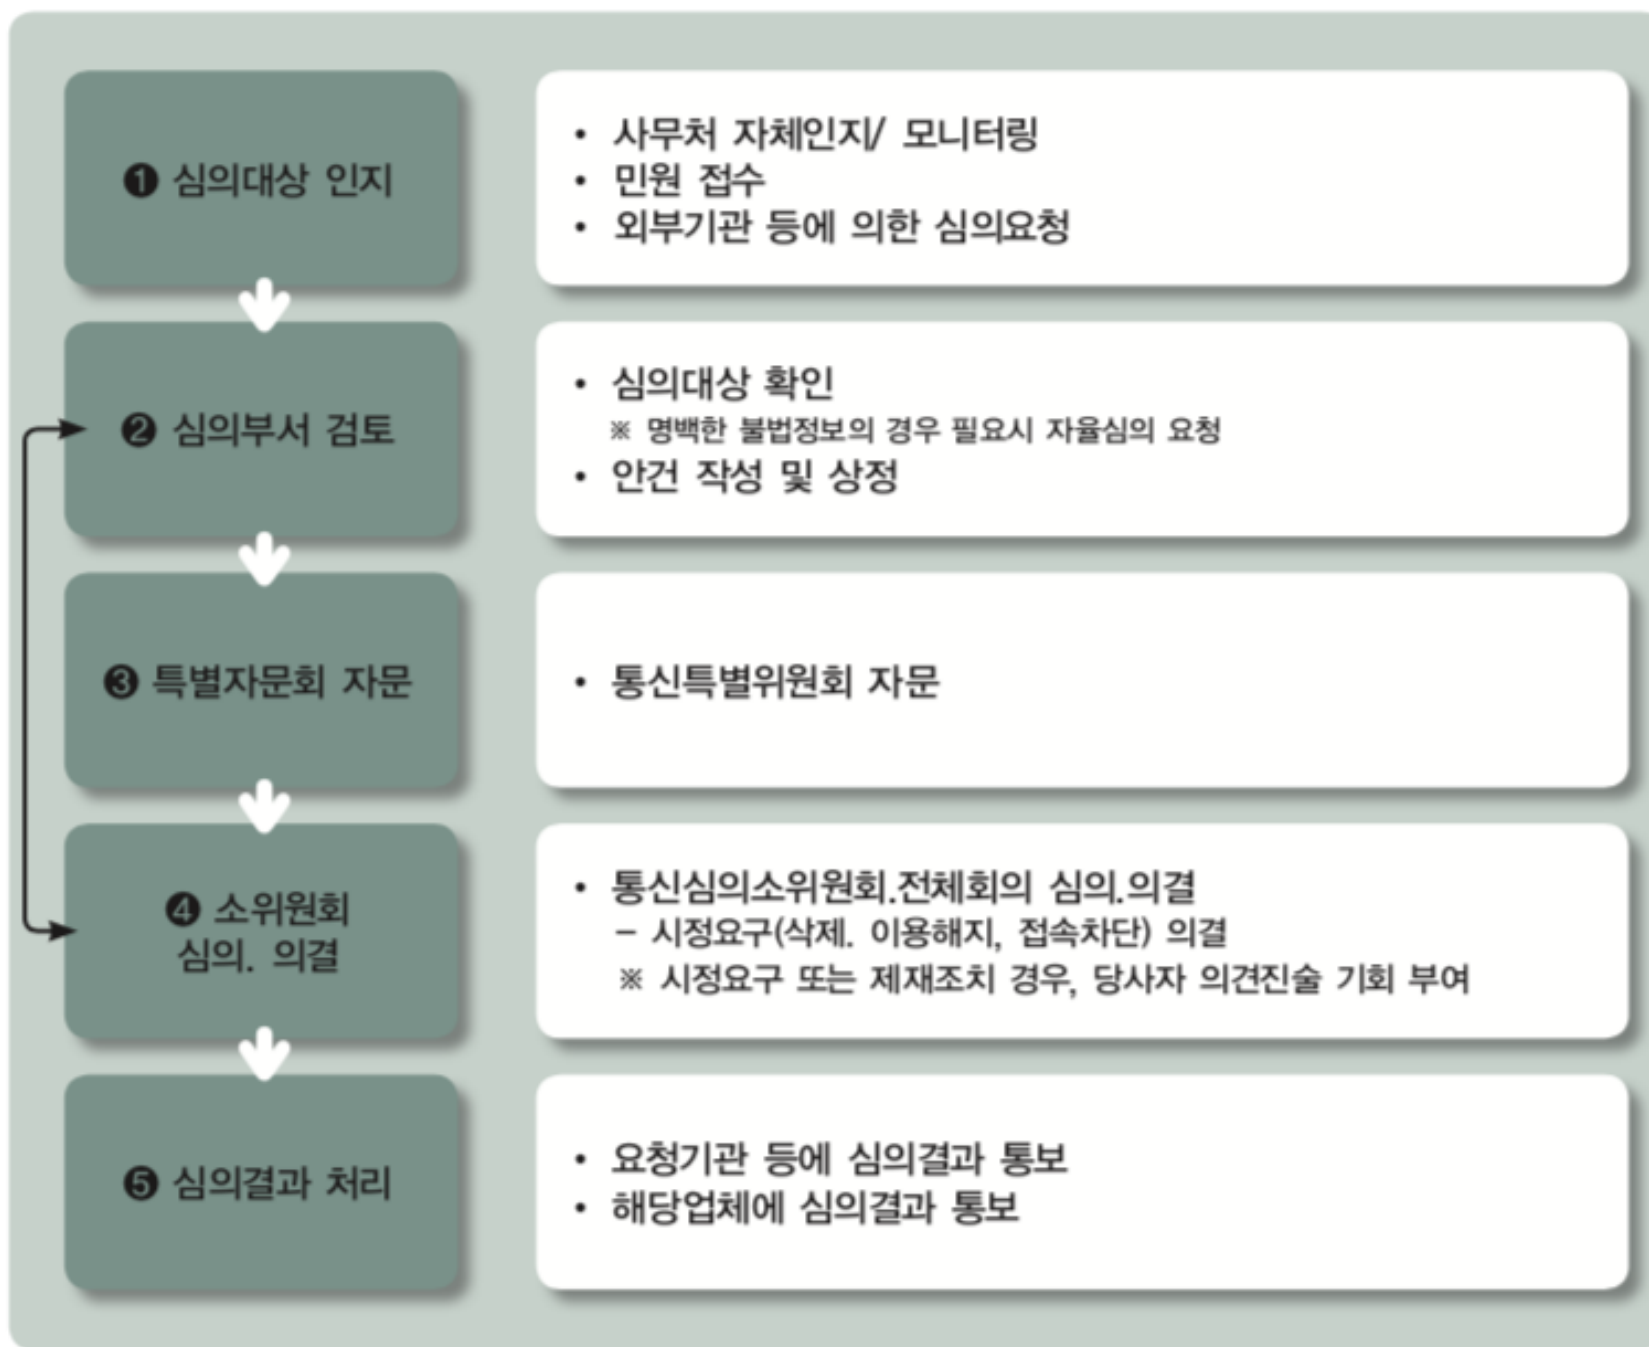 ❶ 심의대상 인지
• 사무처 자체인지/ 모니터링
• 민원 접수
• 외부기관 등에 의한 심의요청
❷ 심의부서 검토
• 심의대상 확인
※ 명백한 불법정보의 경우 필요시 자율심의 요청
• 안건 작성 및 상정
❸ 특별자문회 자문
• 통신특별위원회 자문
❹ 소위원회
심의. 의결
• 통신심의소위원회.전체회의 심의.의결
– 시정요구(삭제. 이용해지, 접속차단) 의결
※ 시정요구 또는 제재조치 경우, 당사자 의견진술 기회 부여
❺ 심의결과 처리
• 요청기관 등에 심의결과 통보
• 해당업체에 심의결과 통보